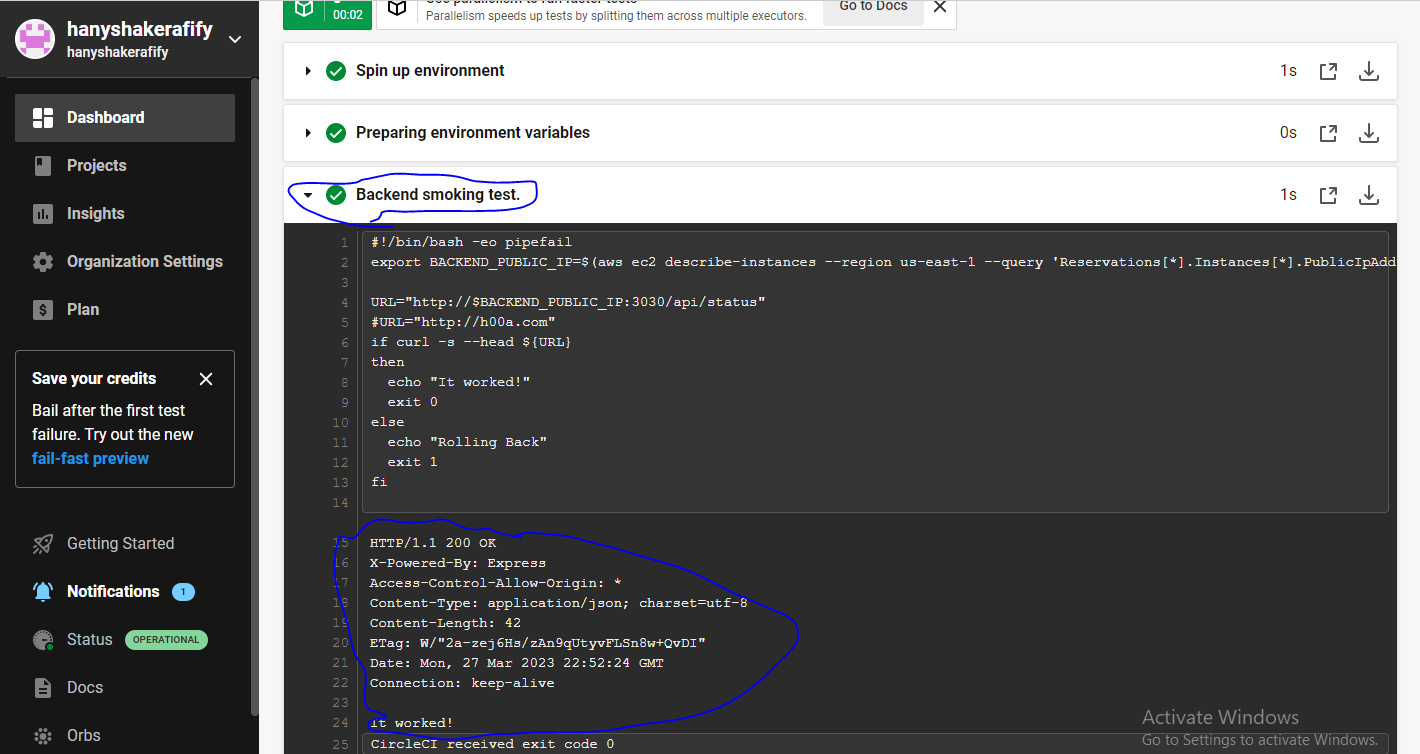 hanyshakerafify
hanyshakerafify
Dashboard
Projects
Insights
Organization Settings
Plan
Save your credits
Bail after the first test
failure. Try out the new
fail-fast preview
Getting Started
Notifications 1
Status OPERATIONAL
Docs
Orbs
00:02
Use parallelism to run faster tests
Parallelism speeds up tests by splitting them across multiple executors.
Go to Docs
Spin up environment 1s
Preparing environment variables 0s
Backend smoking test. 1s
1 #!/bin/bash -eo pipefail
2 export BACKEND_PUBLIC_IP=$(aws ec2 describe-instances --region us-east-1 --query 'Reservations[*].Instances[*].PublicIpAdd
3
4 URL="http://$BACKEND_PUBLIC_IP:3030/api/status"
5 #URL="http://h00a.com"
6 if curl -s --head ${URL}
7 then
8 echo "It worked!"
9 exit 0
10 else
11 echo "Rolling Back"
12 exit 1
13 fi
14
15 HTTP/1.1 200 OK
16 X-Powered-By: Express
17 Access-Control-Allow-Origin: *
18 Content-Type: application/json; charset=utf-8
19 Content-Length: 42
20 ETag: W/"2a-zej6Hs/zAn9qUtyvFLSn8w+QvDI"
21 Date: Mon, 27 Mar 2023 22:52:24 GMT
22 Connection: keep-alive
23
24 It worked!
25 CircleCI received exit code 0
Activate Windows
Go to Settings to activate Windows.